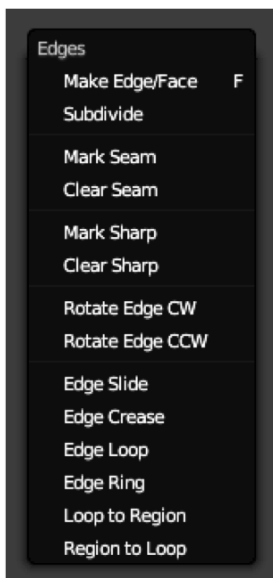 Edges
Make Edge/Face F
Subdivide
Mark Seam
Clear Seam
Mark Sharp
Clear Sharp
Rotate Edge CW
Rotate Edge CCW
Edge Slide
Edge Crease
Edge Loop
Edge Ring
Loop to Region
Region to Loop